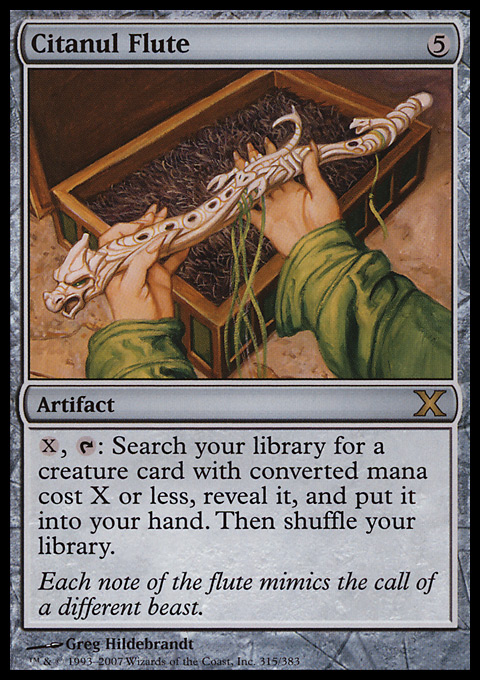 Citanul Flute 5
Artifact X
X, : Search your library for a
creature card with converted mana
cost X or less, reveal it, and put it
into your hand. Then shuffle your
library.
Each note of the flute mimics the call of
a different beast.
Greg Hildebrandt
™ & © 1993–2007 Wizards of the Coast, Inc. 315/383